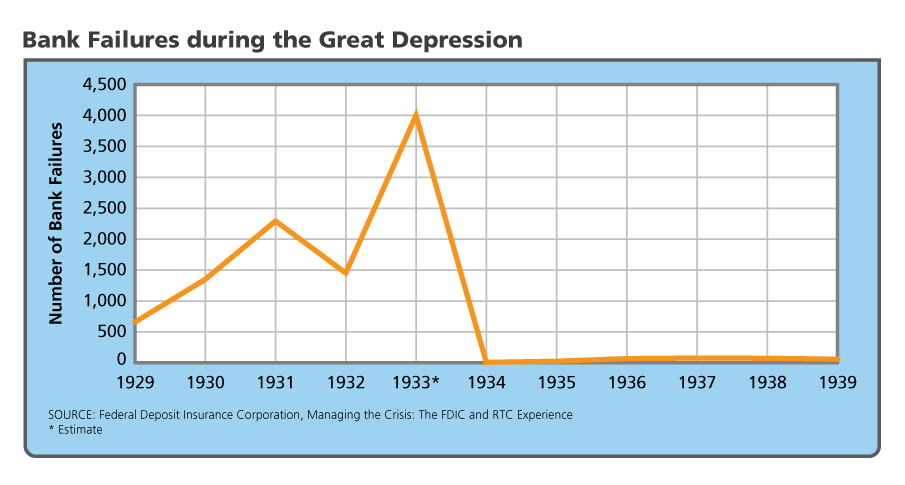 Bank Failures during the Great Depression
Number of Bank Failures
4,500
4,000
3,500
3,000
2,500
2,000
1,500
1,000
500
0
1929 1930 1931 1932 1933* 1934 1935 1936 1937 1938 1939
SOURCE: Federal Deposit Insurance Corporation, Managing the Crisis: The FDIC and RTC Experience
* Estimate